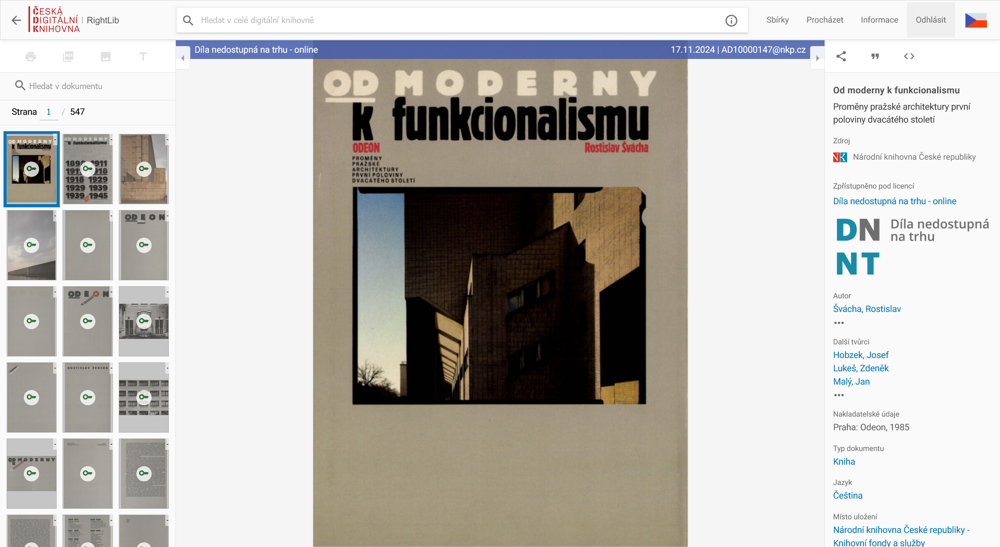 ČESKÁ
DIGITÁLNÍ
KNIHOVNA
RightLib
Hledat v celé digitální knihovně
Sbírky
Procházet
Informace
Odhlásit
PDF
Hledat v dokumentu
Strana 1 / 547
OD MODERNY
k funkcionalismu
1898 1911
1911 1918
1918 1929
1929 1939
1939 1945
ODEON
ODEON
ROSTISLAV ŠVÁCHA
OD MODERNY
K
Díla nedostupná na trhu - online
17.11.2024 | AD10000147@nkp.cz
OD MODERNY
k funkcionalismu
ODEON
Rostislav Švácha
PROMĚNY
PRAŽSKÉ
ARCHITEKTURY
PRVNÍ POLOVINY
DVACÁTÉHO STOLETÍ
Od moderny k funkcionalismu
Proměny pražské architektury první
poloviny dvacátého století
Zdroj
NK Národní knihovna České republiky
Zpřístupněno pod licencí
Díla nedostupná na trhu - online
DN
NT
Díla nedostupná
na trhu
Autor
Švácha, Rostislav
Další tvůrci
Hobzek, Josef
Lukeš, Zdeněk
Malý, Jan
Nakladatelské údaje
Praha: Odeon, 1985
Typ dokumentu
Kniha
Jazyk
Čeština
Místo uložení
Národní knihovna České republiky -
Knihovní fondy a služby